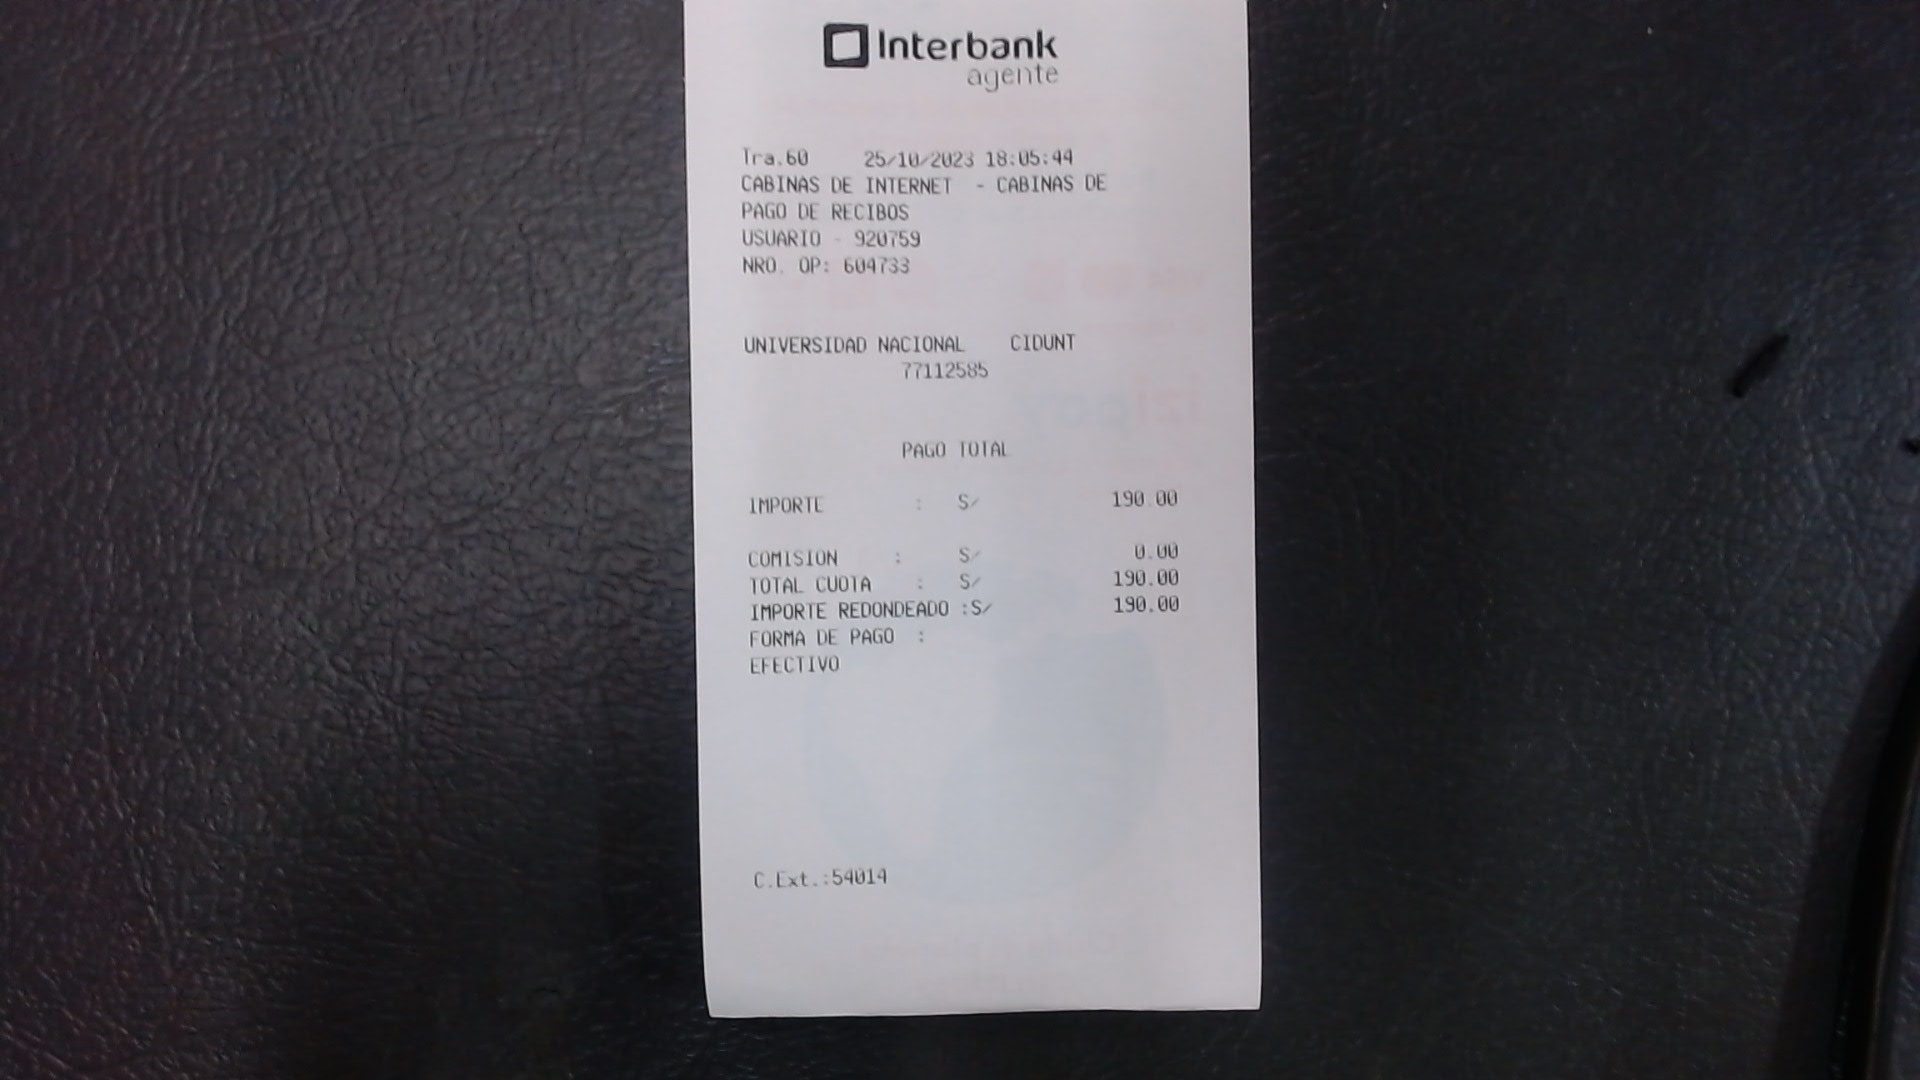 Interbank
agente
Tra.60 25/10/2023 18:05:44
CABINAS DE INTERNET - CABINAS DE
PAGO DE RECIBOS
USUARIO - 920759
NRO. OP: 604733
UNIVERSIDAD NACIONAL CIDUNT
77112585
PAGO TOTAL
IMPORTE : S/ 190.00
COMISION : S/ 0.00
TOTAL CUOTA : S/ 190.00
IMPORTE REDONDEADO :S/ 190.00
FORMA DE PAGO :
EFECTIVO
C.Ext.:54014